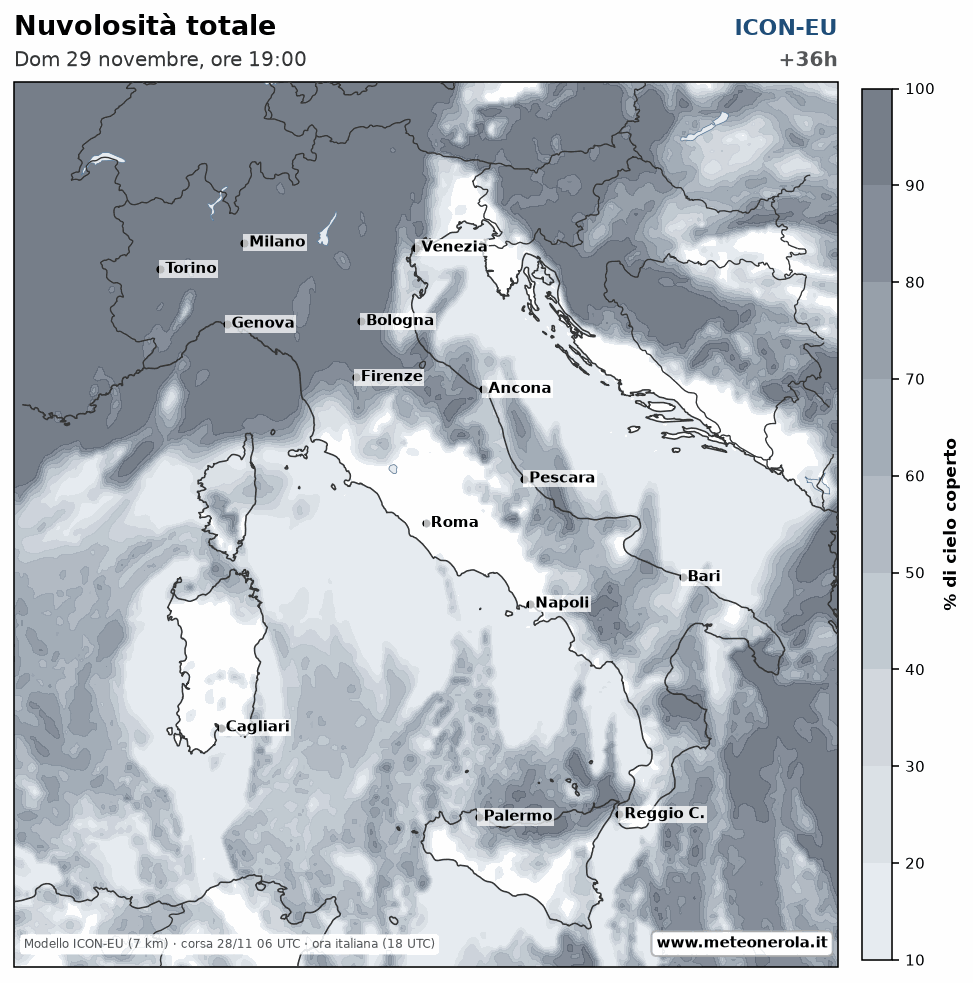 Nuvolosità totale
ICON-EU
Dom 29 novembre, ore 19:00
+36h
100
90
80
70
60
50
40
30
20
10
% di cielo coperto
Milano
Venezia
Torino
Genova
Bologna
Firenze
Ancona
Pescara
Roma
Bari
Napoli
Cagliari
Palermo
Reggio C.
Modello ICON-EU (7 km) · corsa 28/11 06 UTC · ora italiana (18 UTC)
www.meteonerola.it